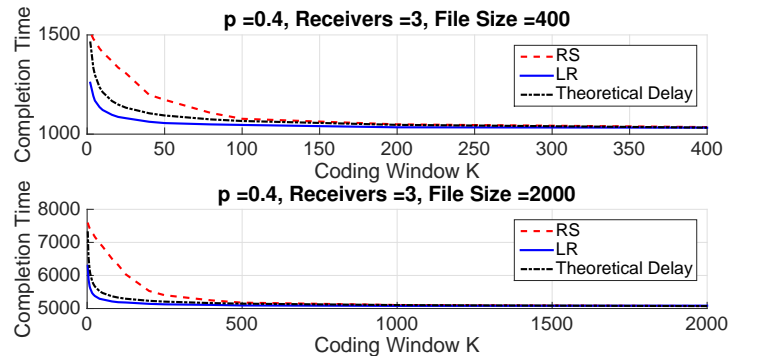 p =0.4, Receivers =3, File Size =400
Completion Time
1500
1000
RS
LR
Theoretical Delay
0 50 100 150 200 250 300 350 400
Coding Window K
p =0.4, Receivers =3, File Size =2000
Completion Time
8000
7000
6000
5000
RS
LR
Theoretical Delay
0 500 1000 1500 2000
Coding Window K